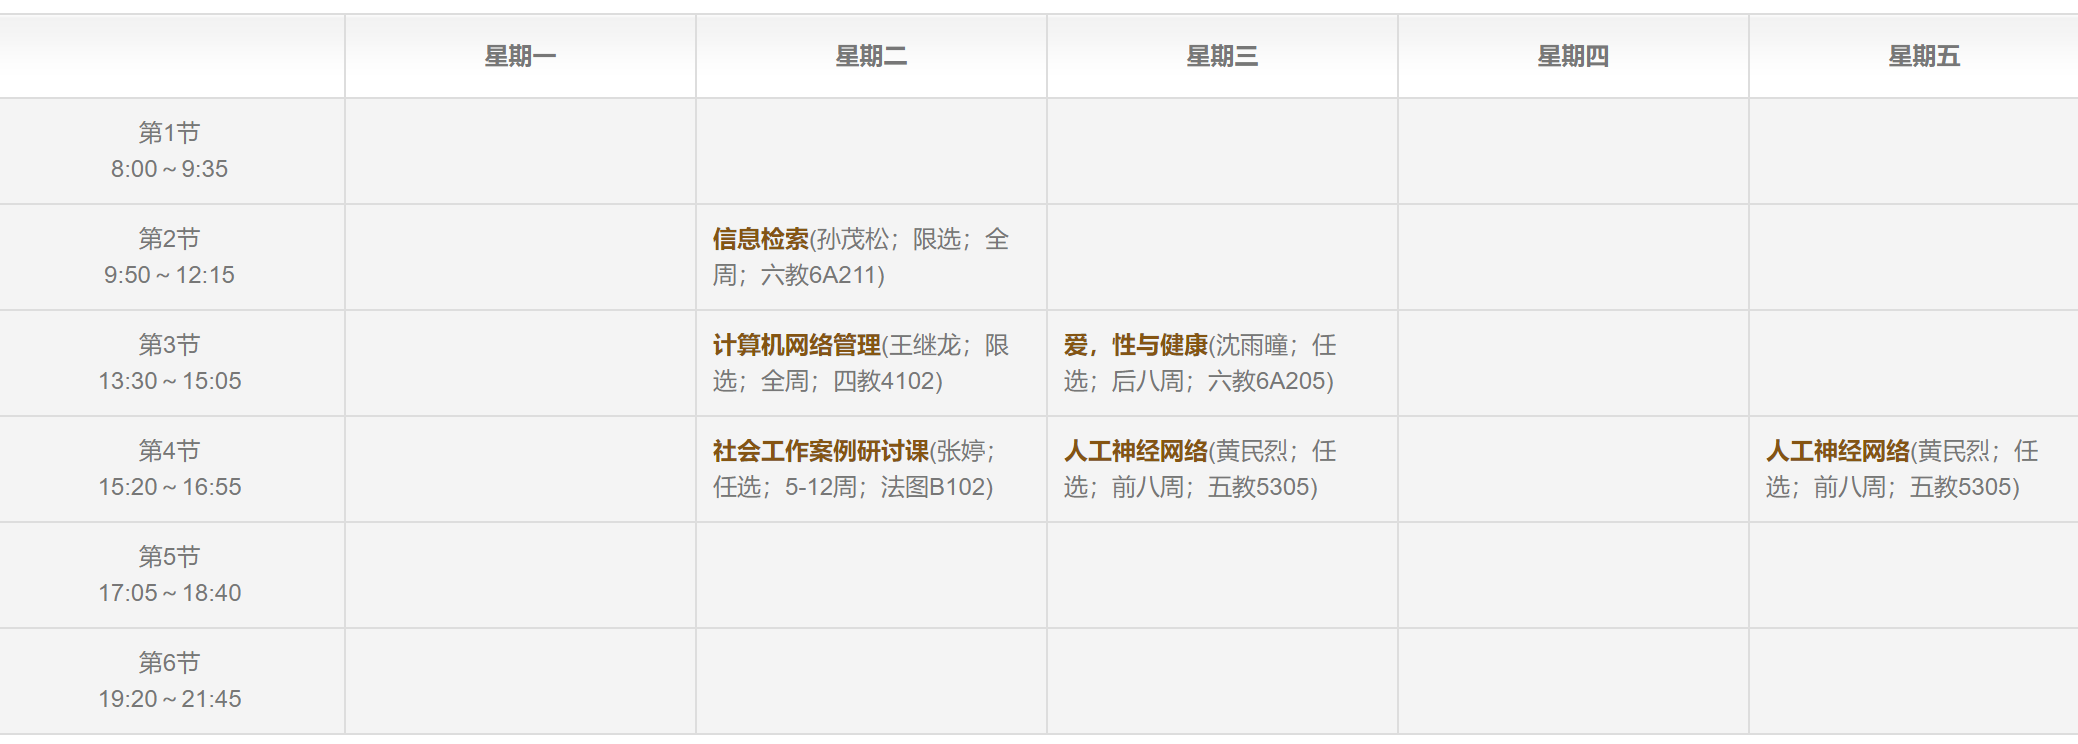 星期一 星期二 星期三 星期四 星期五
第1节
8:00～9:35
第2节
9:50～12:15
信息检索(孙茂松；限选；全
周；六教6A211)
第3节
13:30～15:05
计算机网络管理(王继龙；限
选；全周；四教4102)
爱，性与健康(沈雨瞳；任
选；后八周；六教6A205)
第4节
15:20～16:55
社会工作案例研讨课(张婷；
任选；5-12周；法图B102)
人工神经网络(黄民烈；任
选；前八周；五教5305)
人工神经网络(黄民烈；任
选；前八周；五教5305)
第5节
17:05～18:40
第6节
19:20～21:45